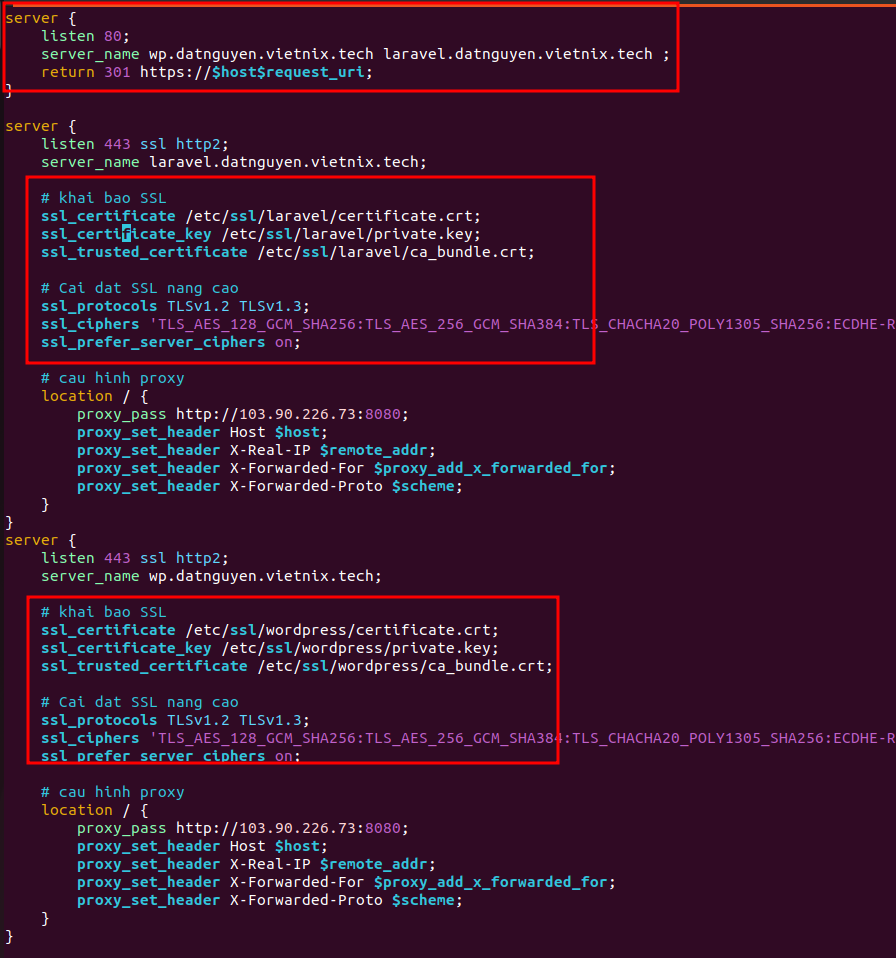 server {
    listen 80;
    server_name wp.datnguyen.vietnix.tech laravel.datnguyen.vietnix.tech ;
    return 301 https://$host$request_uri;
}
server {
    listen 443 ssl http2;
    server_name laravel.datnguyen.vietnix.tech;
    # khai bao SSL
    ssl_certificate /etc/ssl/laravel/certificate.crt;
    ssl_certificate_key /etc/ssl/laravel/private.key;
    ssl_trusted_certificate /etc/ssl/laravel/ca_bundle.crt;
    # Cai dat SSL nang cao
    ssl_protocols TLSv1.2 TLSv1.3;
    ssl_ciphers 'TLS_AES_128_GCM_SHA256:TLS_AES_256_GCM_SHA384:TLS_CHACHA20_POLY1305_SHA256:ECDHE-R
    ssl_prefer_server_ciphers on;
    # cau hinh proxy
    location / {
        proxy_pass http://103.90.226.73:8080;
        proxy_set_header Host $host;
        proxy_set_header X-Real-IP $remote_addr;
        proxy_set_header X-Forwarded-For $proxy_add_x_forwarded_for;
        proxy_set_header X-Forwarded-Proto $scheme;
    }
}
server {
    listen 443 ssl http2;
    server_name wp.datnguyen.vietnix.tech;
    # khai bao SSL
    ssl_certificate /etc/ssl/wordpress/certificate.crt;
    ssl_certificate_key /etc/ssl/wordpress/private.key;
    ssl_trusted_certificate /etc/ssl/wordpress/ca_bundle.crt;
    # Cai dat SSL nang cao
    ssl_protocols TLSv1.2 TLSv1.3;
    ssl_ciphers 'TLS_AES_128_GCM_SHA256:TLS_AES_256_GCM_SHA384:TLS_CHACHA20_POLY1305_SHA256:ECDHE-R
    ssl_prefer_server_ciphers on;
    # cau hinh proxy
    location / {
        proxy_pass http://103.90.226.73:8080;
        proxy_set_header Host $host;
        proxy_set_header X-Real-IP $remote_addr;
        proxy_set_header X-Forwarded-For $proxy_add_x_forwarded_for;
        proxy_set_header X-Forwarded-Proto $scheme;
    }
}